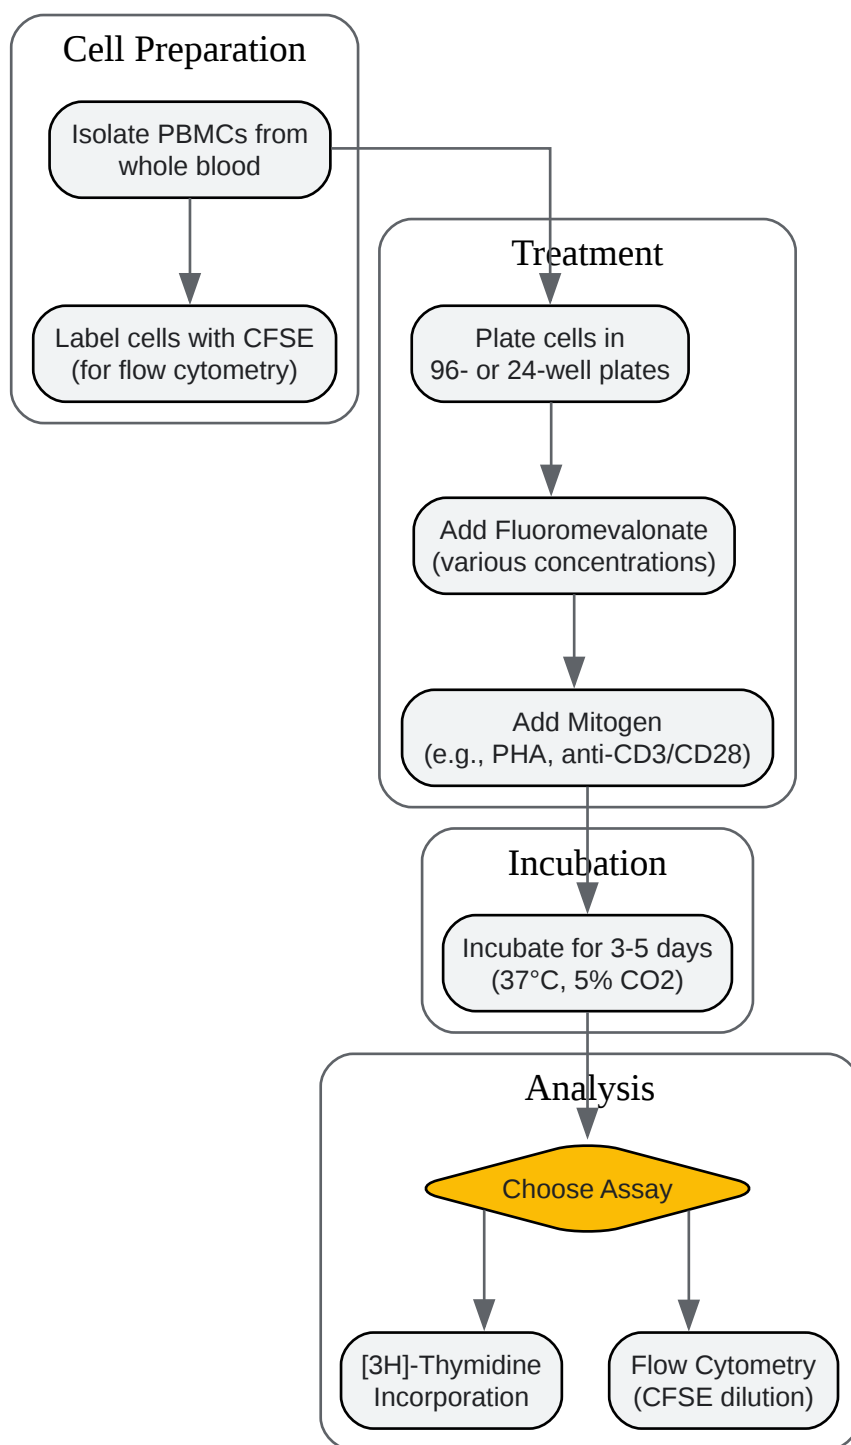 Cell Preparation
Isolate PBMCs from
whole blood
Label cells with CFSE
(for flow cytometry)
Treatment
Plate cells in
96- or 24-well plates
Add Fluoromevalonate
(various concentrations)
Add Mitogen
(e.g., PHA, anti-CD3/CD28)
Incubation
Incubate for 3-5 days
(37°C, 5% CO2)
Analysis
Choose Assay
[3H]-Thymidine
Incorporation
Flow Cytometry
(CFSE dilution)